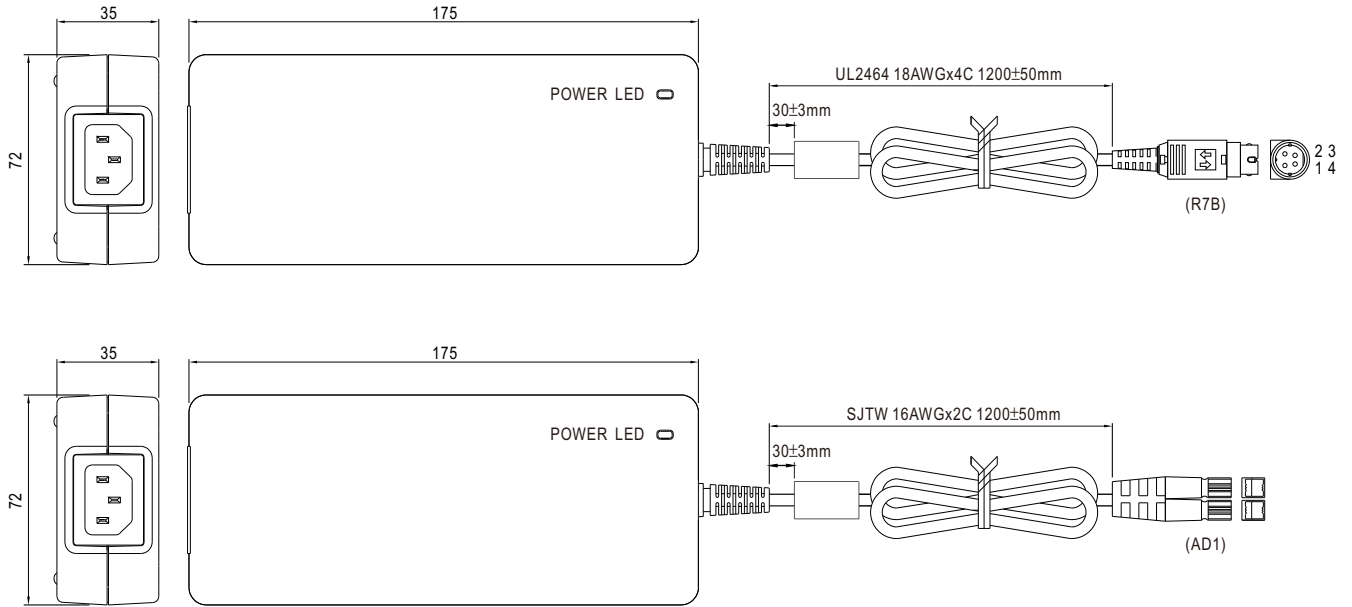 35
175
72
POWER LED
UL2464 18AWGx4C 1200±50mm
30±3mm
2 3
1 4
(R7B)
35
175
72
POWER LED
SJTW 16AWGx2C 1200±50mm
30±3mm
(AD1)